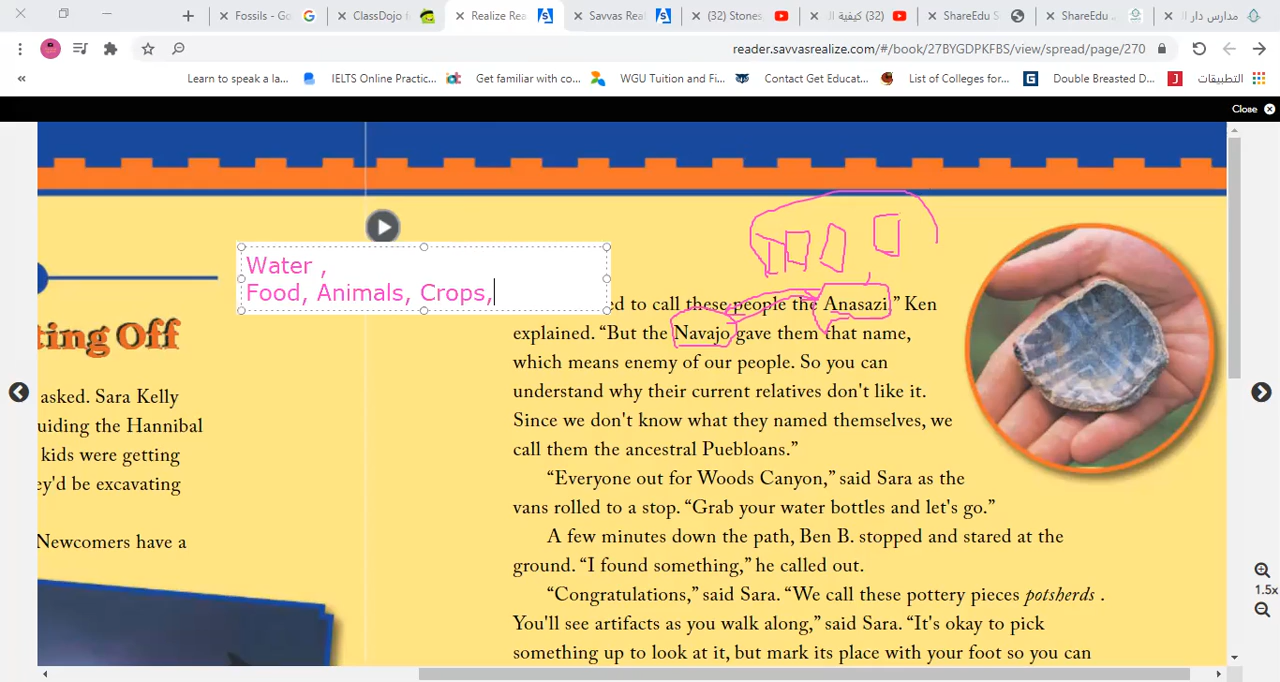 Fossils - Go
ClassDojo
Realize Rea
Savvas Rea
(32) Stones,
(32) كيفية ال
ShareEdu S
ShareEdu
مدارس دار ا
reader.savvasrealize.com/#/book/27BYGDPKFBS/view/spread/page/270
«
Learn to speak a la...
IELTS Online Practic...
Get familiar with co...
WGU Tuition and Fi...
Contact Get Educat...
List of Colleges for...
Double Breasted D...
التطبيقات
Close
Water ,
Food, Animals, Crops,
ting Off
asked. Sara Kelly
uiding the Hannibal
kids were getting
ey'd be excavating
Newcomers have a
ed to call these people the Anasazi.” Ken
explained. “But the Navajo gave them that name,
which means enemy of our people. So you can
understand why their current relatives don't like it.
Since we don't know what they named themselves, we
call them the ancestral Puebloans.”
“Everyone out for Woods Canyon,” said Sara as the
vans rolled to a stop. “Grab your water bottles and let's go.”
A few minutes down the path, Ben B. stopped and stared at the
ground. “I found something,” he called out.
“Congratulations,” said Sara. “We call these pottery pieces potsherds .
You'll see artifacts as you walk along,” said Sara. “It's okay to pick
something up to look at it, but mark its place with your foot so you can
1.5x